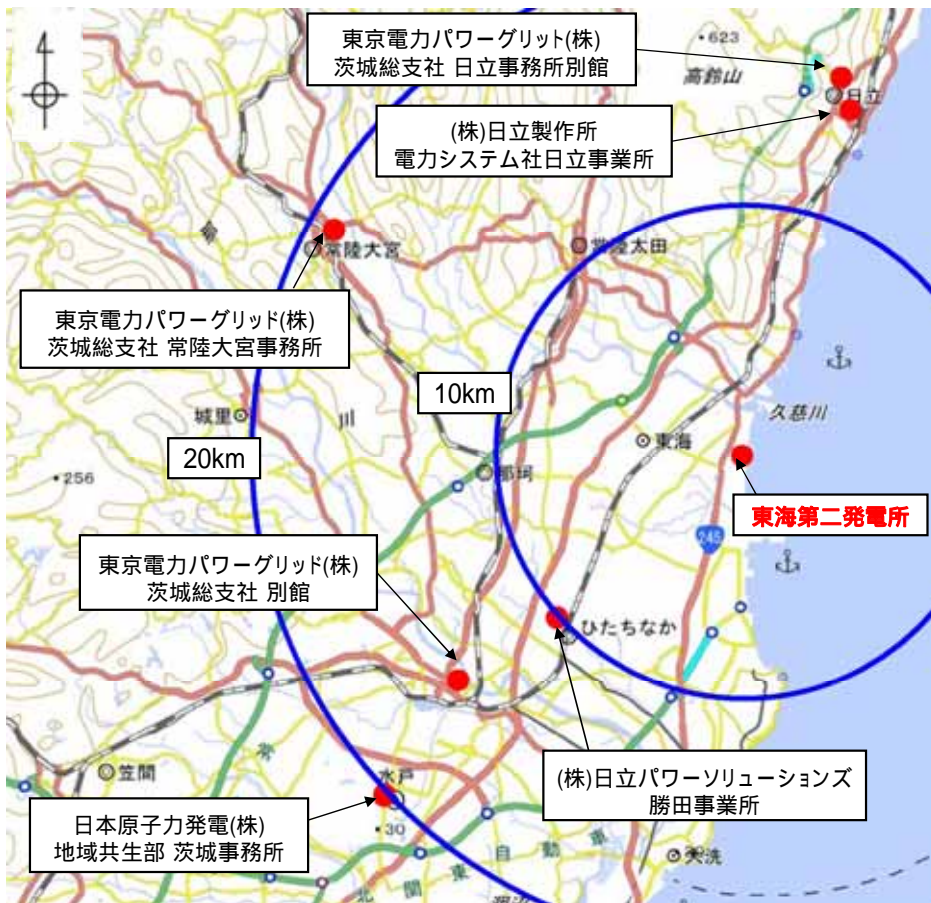 東京電力パワーグリット(株)
茨城総支社 日立事務所別館
・623
高鈴山
日立
(株)日立製作所
電力システム社日立事業所
常陸大宮
常陸太田
東京電力パワーグリッド(株)
茨城総支社 常陸大宮事務所
10km
久慈川
城里
川
東海
20km
那珂
・256
東海第二発電所
245
東京電力パワーグリッド(株)
茨城総支社 別館
ひたちなか
(株)日立パワーソリューションズ
勝田事業所
笠間
水戸
日本原子力発電(株)
地域共生部 茨城事務所
・30
大洗
北関東自動車